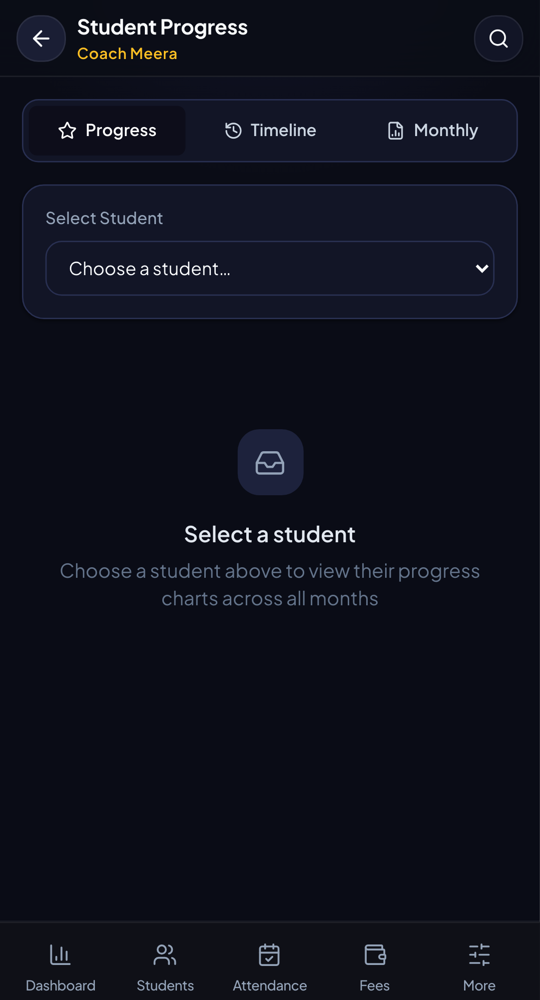 Student Progress
Coach Meera
Progress
Timeline
Monthly
Select Student
Choose a student...
Select a student
Choose a student above to view their progress
charts across all months
Dashboard
Students
Attendance
Fees
More